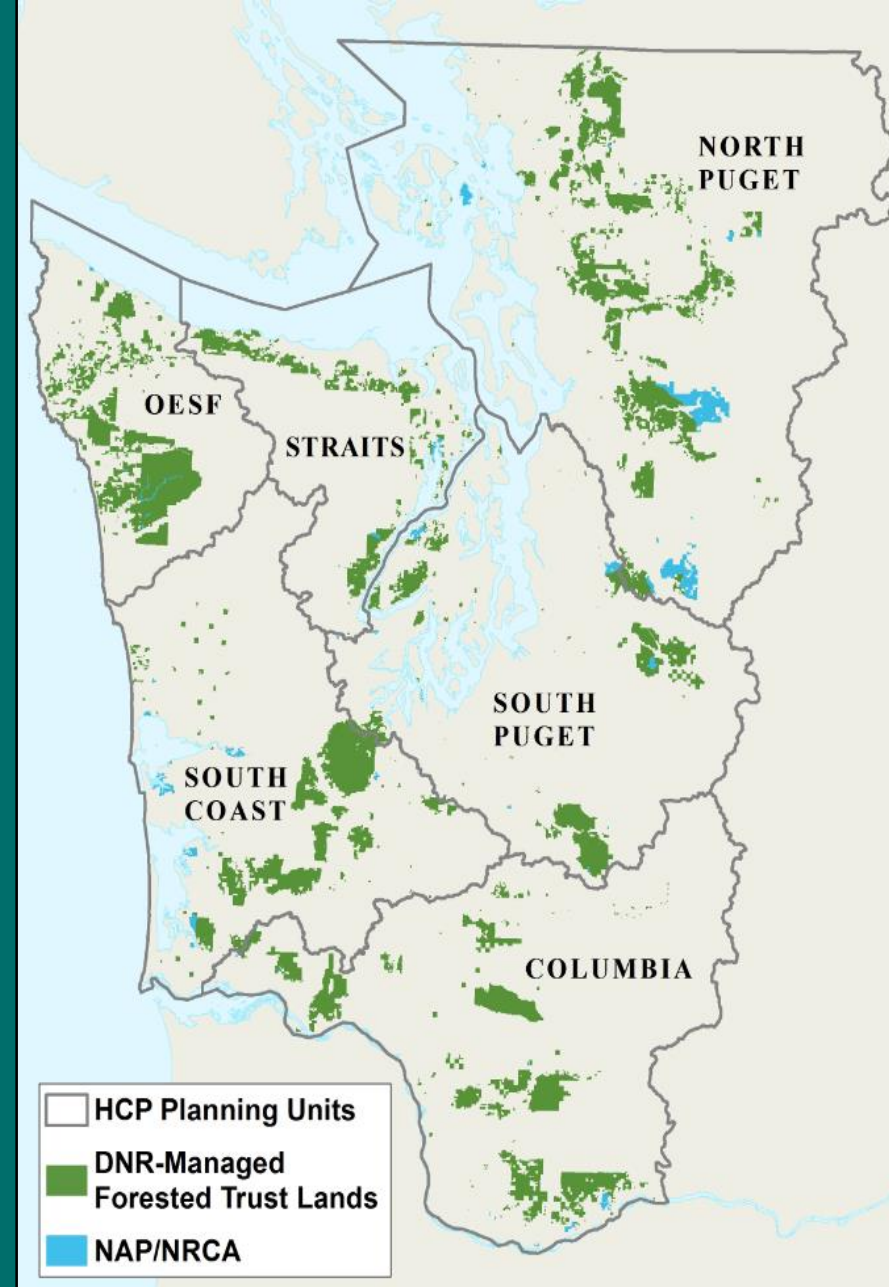 NORTH
PUGET
OESF
STRAITS
SOUTH
PUGET
SOUTH
COAST
COLUMBIA
HCP Planning Units
DNR-Managed
Forested Trust Lands
NAP/NRCA